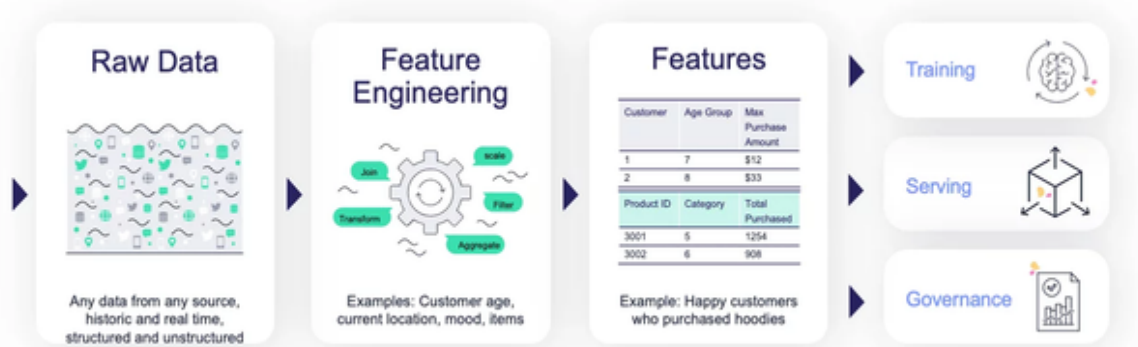 Raw Data
Any data from any source,
historic and real time,
structured and unstructured
Feature
Engineering
Join
scale
Transform
Filter
Aggregate
Examples: Customer age,
current location, mood, items
Features
Customer Age Group Max
Purchase
Amount
1 7 $12
2 8 $33
Product ID Category Total
Purchased
3001 5 1254
3002 6 908
Example: Happy customers
who purchased hoodies
Training
Serving
Governance